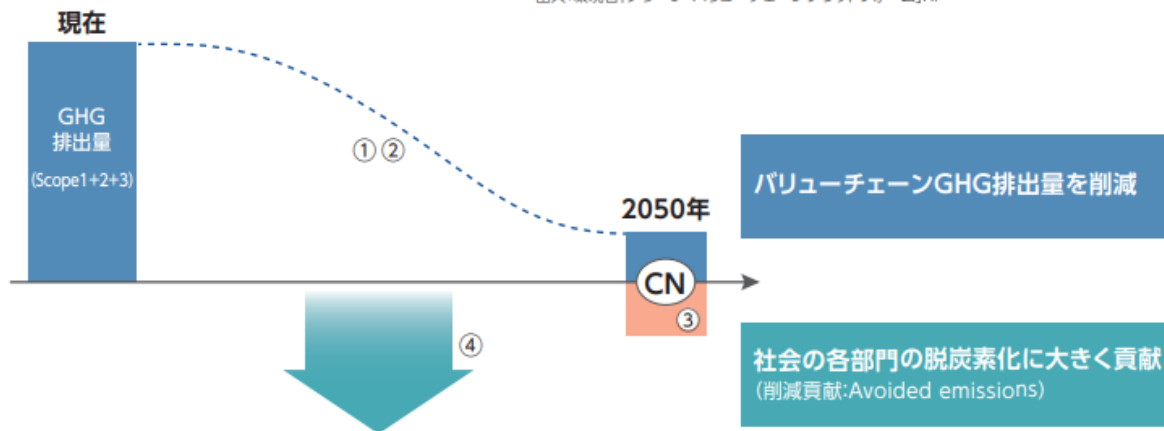 現在
GHG
排出量
(Scope1+2+3)
①②
2050年
CN
③
④
バリューチェーンGHG排出量を削減
社会の各部門の脱炭素化に大きく貢献
(削減貢献:Avoided emissions)